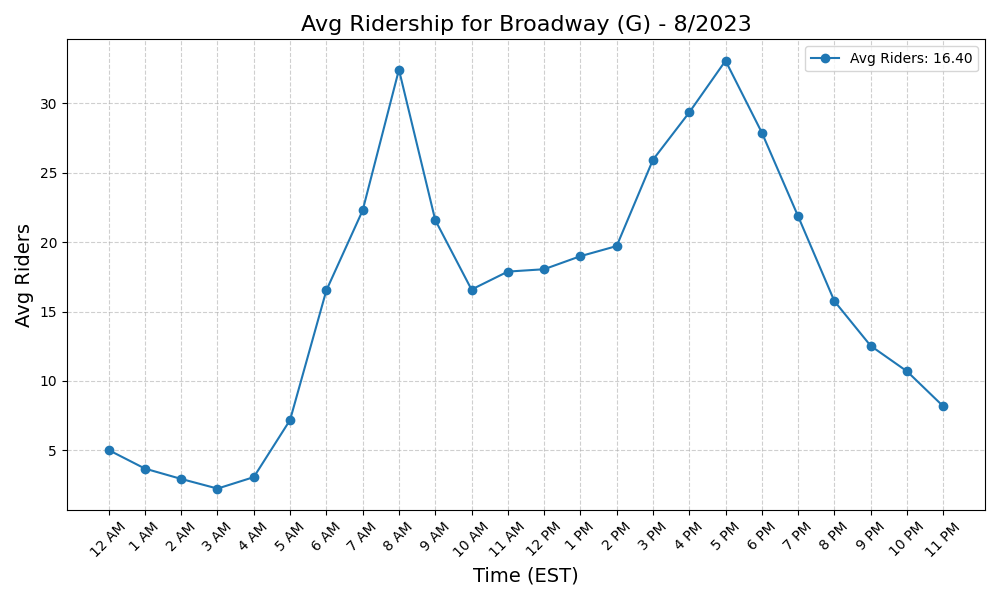 Avg Ridership for Broadway (G) - 8/2023
Avg Riders: 16.40
Avg Riders
30
25
20
15
10
5
12 AM
1 AM
2 AM
3 AM
4 AM
5 AM
6 AM
7 AM
8 AM
9 AM
10 AM
11 AM
12 PM
1 PM
2 PM
3 PM
4 PM
5 PM
6 PM
7 PM
8 PM
9 PM
10 PM
11 PM
Time (EST)